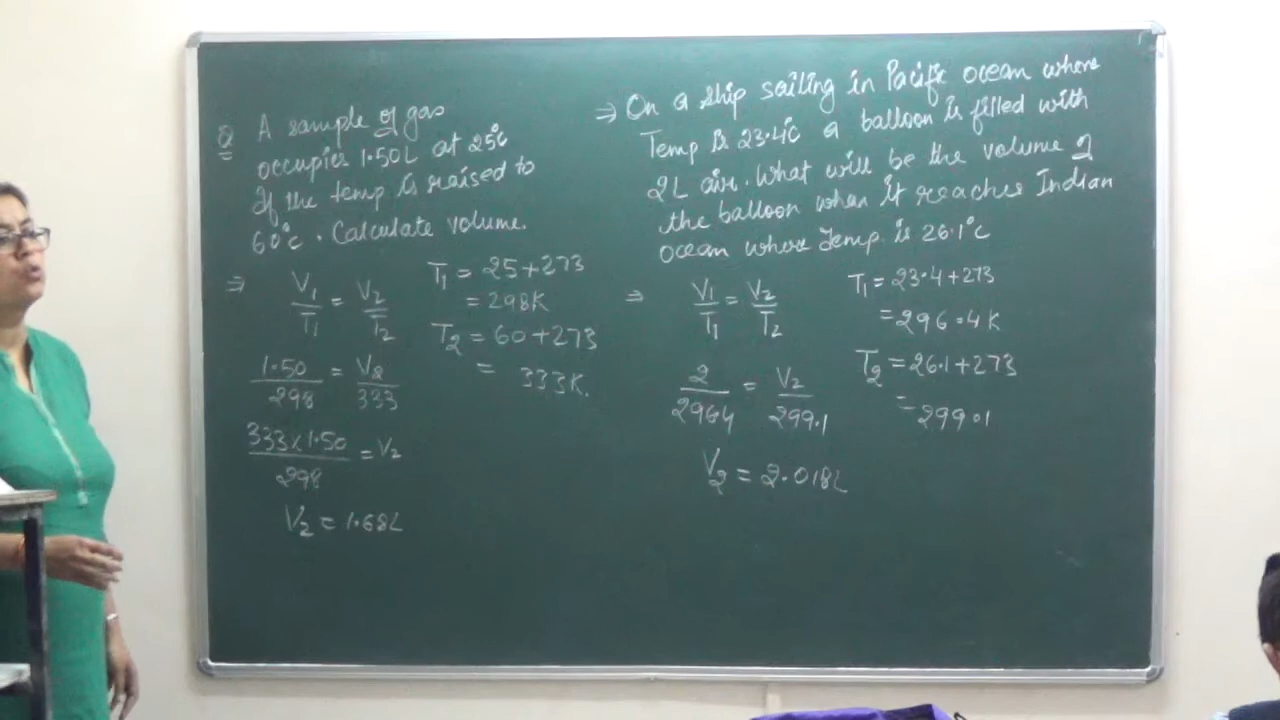 Q A sample of gas
occupies 1.50L at 25°C
If the temp is raised to
60°C. Calculate volume.
⇒ V₁/T₁ = V₂/T₂
T₁ = 25+273
= 298K
T₂ = 60+273
= 333K.
1.50/298 = V₂/333
333×1.50/298 = V₂
V₂ = 1.68L
⇒ On a ship sailing in Pacific ocean where
Temp is 23.4°C a balloon is filled with
2L air. What will be the volume of
the balloon when it reaches Indian
ocean where Temp. is 26.1°C
⇒ V₁/T₁ = V₂/T₂
T₁ = 23.4+273
= 296.4K
T₂ = 26.1+273
= 299.1
2/296.4 = V₂/299.1
V₂ = 2.018L